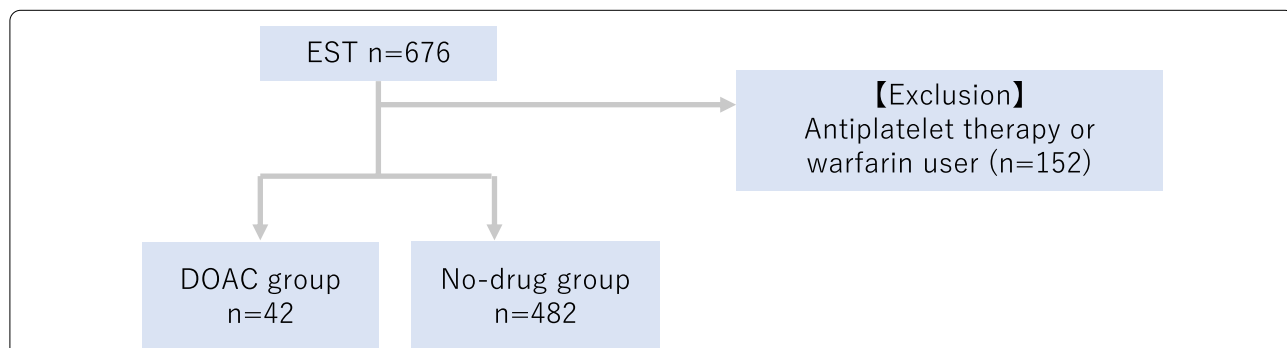 EST n=676
【Exclusion】
Antiplatelet therapy or
warfarin user (n=152)
DOAC group
n=42
No-drug group
n=482